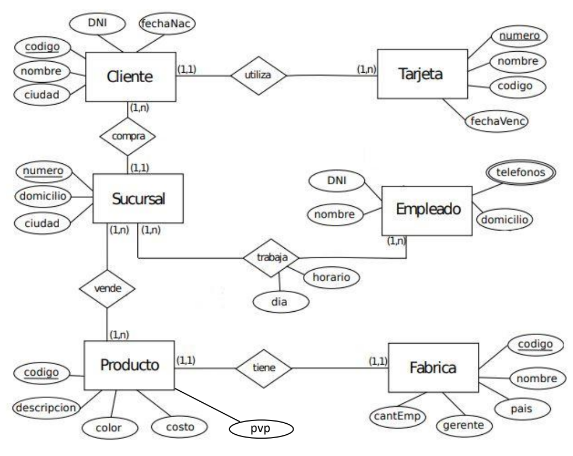 DNI
fechaNac
codigo
nombre
ciudad
Cliente
(1,1)
utiliza
(1,n)
Tarjeta
numero
nombre
codigo
fechaVenc
(1,n)
compra
(1,1)
numero
domicilio
ciudad
Sucursal
(1,n)
(1,n)
DNI
nombre
Empleado
telefonos
domicilio
(1,n)
trabaja
horario
dia
vende
(1,n)
codigo
Producto
(1,1)
tiene
(1,1)
Fabrica
codigo
nombre
pais
descripcion
color
costo
pvp
cantEmp
gerente